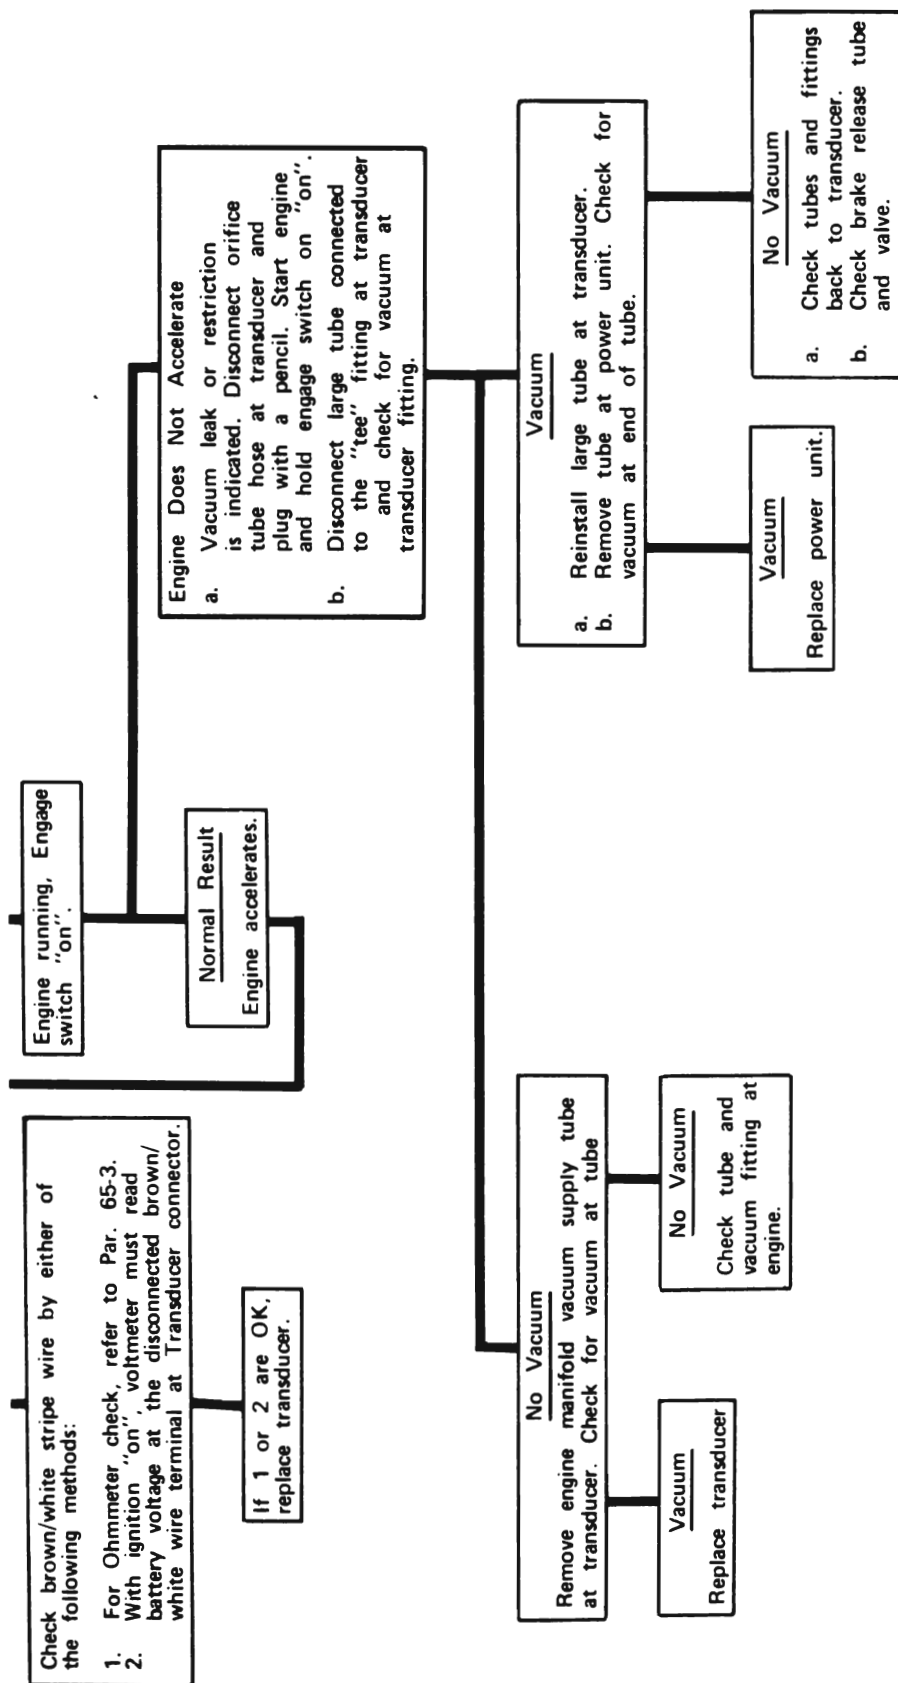 Check brown/white stripe wire by either of
the following methods:
1. For Ohmmeter check, refer to Par. 65-3.
2. With ignition "on", voltmeter must read
battery voltage at the disconnected brown/
white wire terminal at Transducer connector.
If 1 or 2 are OK,
replace transducer.
Engine running, Engage
switch "on".
Normal Result
Engine accelerates.
Engine Does Not Accelerate
a. Vacuum leak or restriction
is indicated. Disconnect orifice
tube hose at transducer and
plug with a pencil. Start engine
and hold engage switch on "on".
b. Disconnect large tube connected
to the "tee" fitting at transducer
and check for vacuum at
transducer fitting.
No Vacuum
Remove engine manifold vacuum supply tube
at transducer. Check for vacuum at tube
Vacuum
Replace transducer
No Vacuum
Check tube and
vacuum fitting at
engine.
Vacuum
a. Reinstall large tube at transducer.
b. Remove tube at power unit. Check for
vacuum at end of tube.
Vacuum
Replace power unit.
No Vacuum
a. Check tubes and fittings
back to transducer.
b. Check brake release tube
and valve.